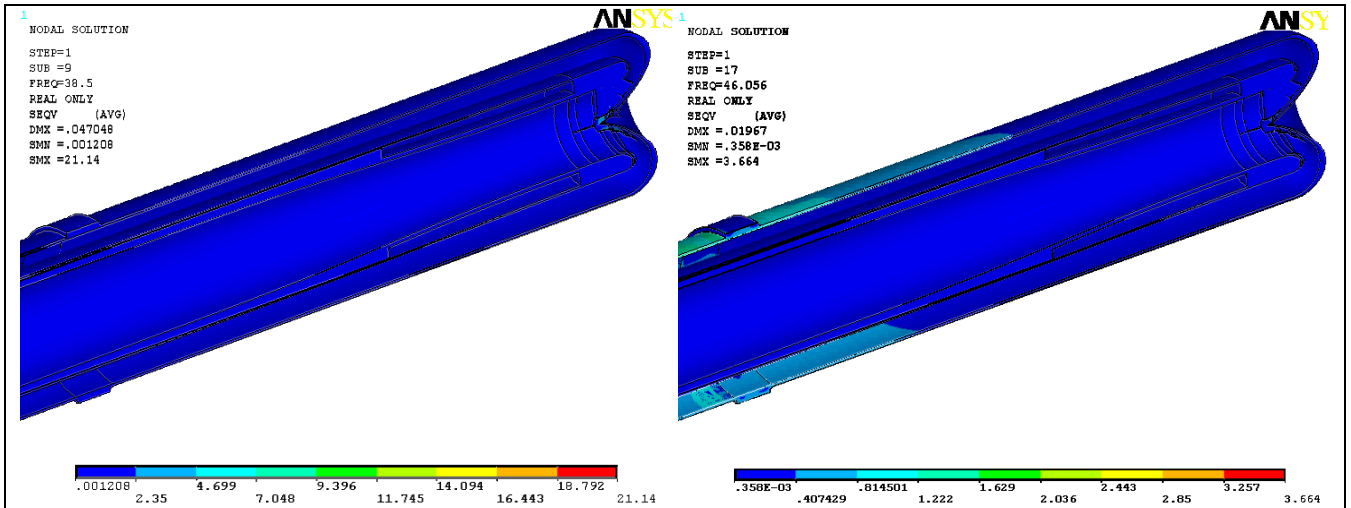 1
ANSYS
NODAL SOLUTION
STEP=1
SUB =9
FREQ=38.5
REAL ONLY
SEQV (AVG)
DMX =.047048
SMN =.001208
SMX =21.14
.001208
2.35
4.699
7.048
9.396
11.745
14.094
16.443
18.792
21.14
1
ANSY
NODAL SOLUTION
STEP=1
SUB =17
FREQ=46.056
REAL ONLY
SEQV (AVG)
DMX =.01967
SMN =.358E-03
SMX =3.664
.358E-03
.407429
.814501
1.222
1.629
2.036
2.443
2.85
3.257
3.664